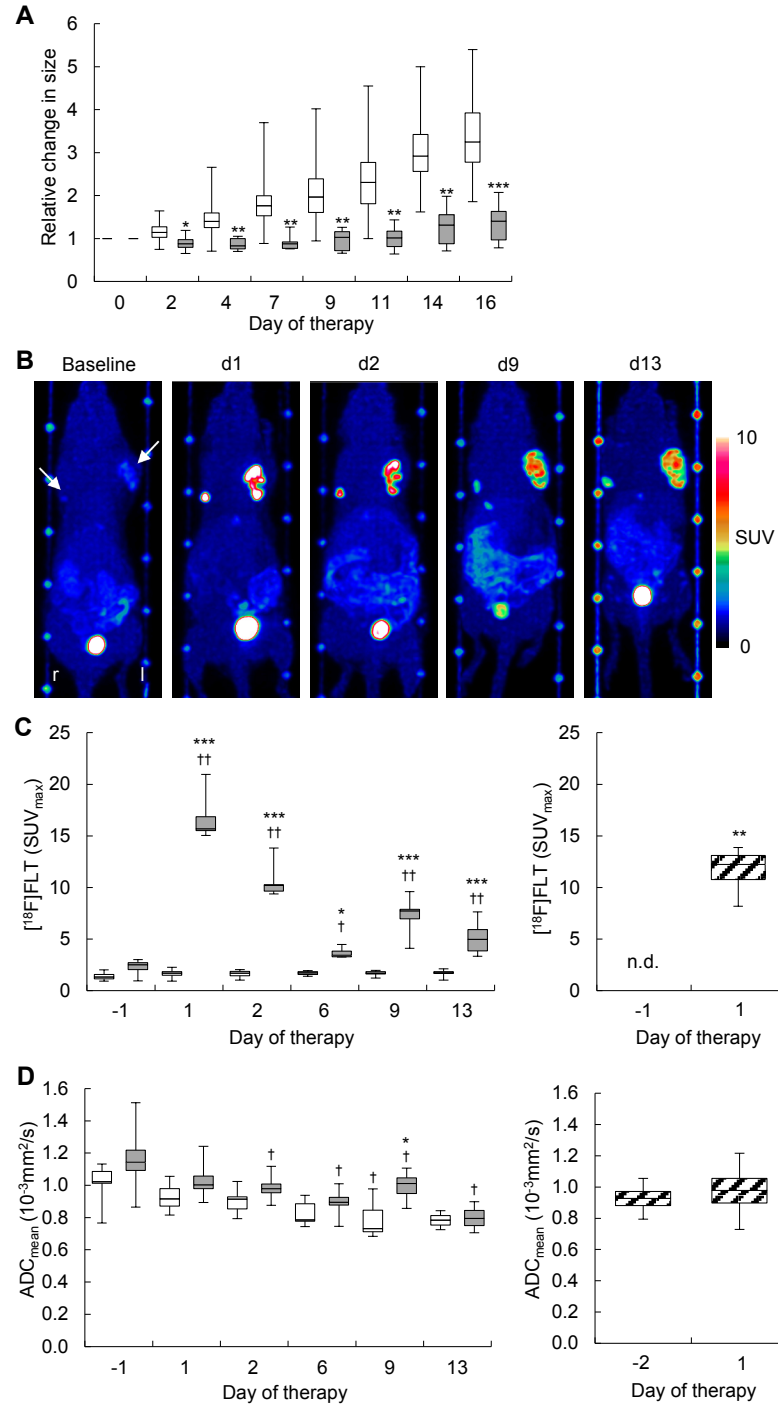 A
Relative change in size
6
5
4
3
2
1
0
* ** ** ** ** ** ***
0 2 4 7 9 11 14 16
Day of therapy
B
Baseline d1 d2 d9 d13
r l
10
SUV
0
C
[¹⁸F]FLT (SUVmax)
25
20
15
10
5
0
***
††
***
††
*
†
***
††
***
††
-1 1 2 6 9 13
Day of therapy
[¹⁸F]FLT (SUVmax)
25
20
15
10
5
0
n.d.
**
-1 1
Day of therapy
D
ADCmean (10⁻³mm²/s)
1.6
1.4
1.2
1.0
0.8
0.6
0.4
0.2
0.0
†
†
†
*
†
†
-1 1 2 6 9 13
Day of therapy
ADCmean (10⁻³mm²/s)
1.6
1.4
1.2
1.0
0.8
0.6
0.4
0.2
0.0
-2 1
Day of therapy